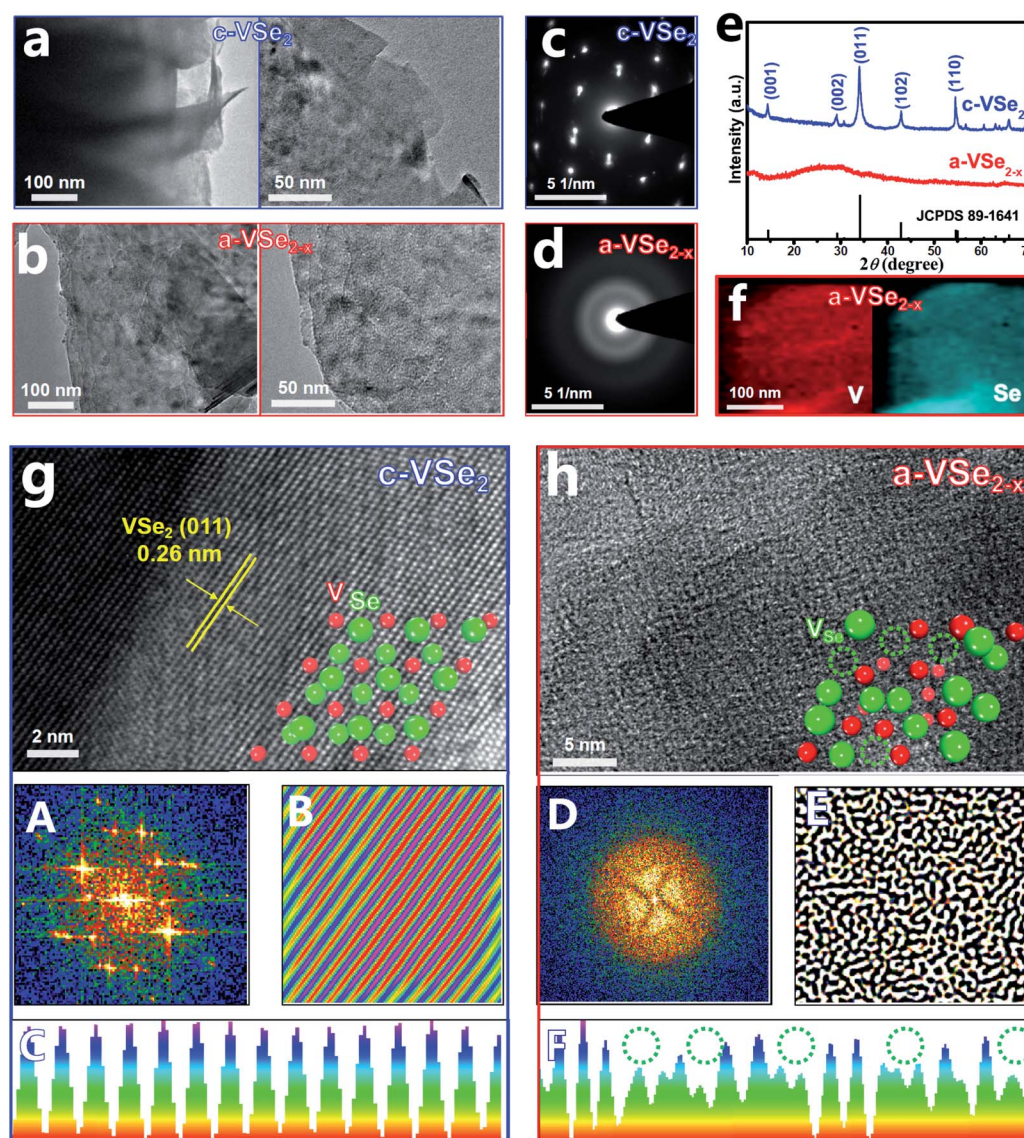 a
c-VSe₂
100 nm
50 nm
b
a-VSe₂₋ₓ
100 nm
50 nm
c
c-VSe₂
5 1/nm
d
a-VSe₂₋ₓ
5 1/nm
e
Intensity (a.u.)
(001)
(002)
(011)
(102)
(110)
c-VSe₂
a-VSe₂₋ₓ
JCPDS 89-1641
10 20 30 40 50 60 7
2θ (degree)
f
a-VSe₂₋ₓ
100 nm
V
Se
g
c-VSe₂
VSe₂ (011)
0.26 nm
V Se
2 nm
h
a-VSe₂₋ₓ
V_Se
5 nm
A
B
C
D
E
F